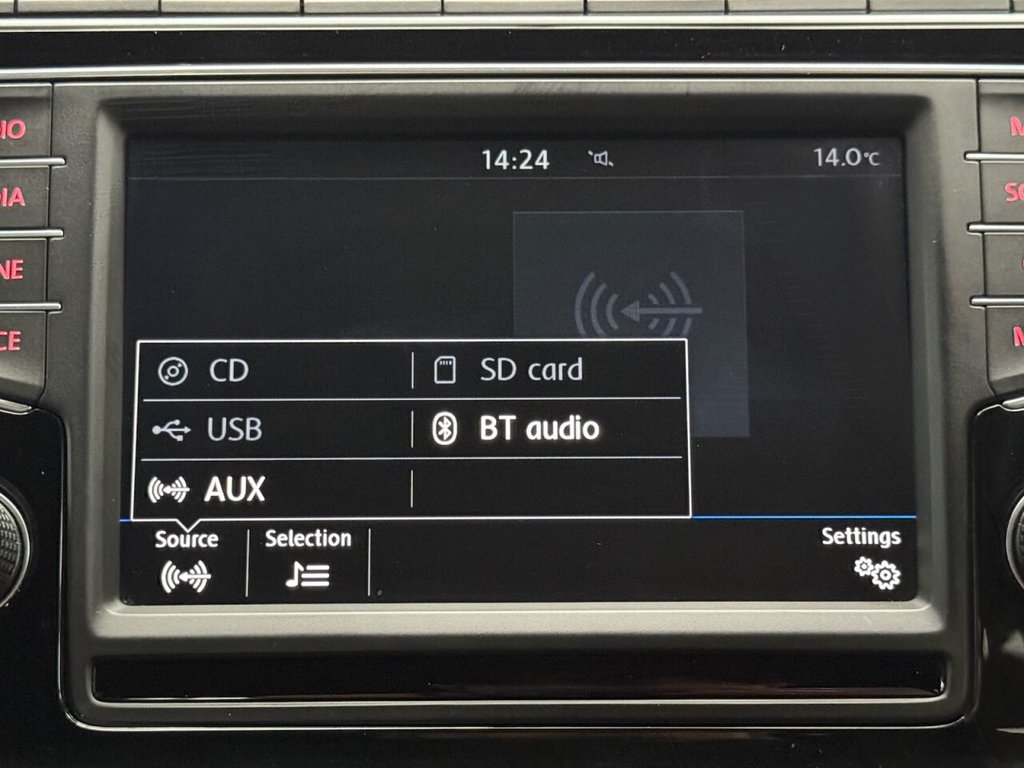 14:24
14.0°C
CD
SD card
USB
BT audio
AUX
Source
Selection
Settings